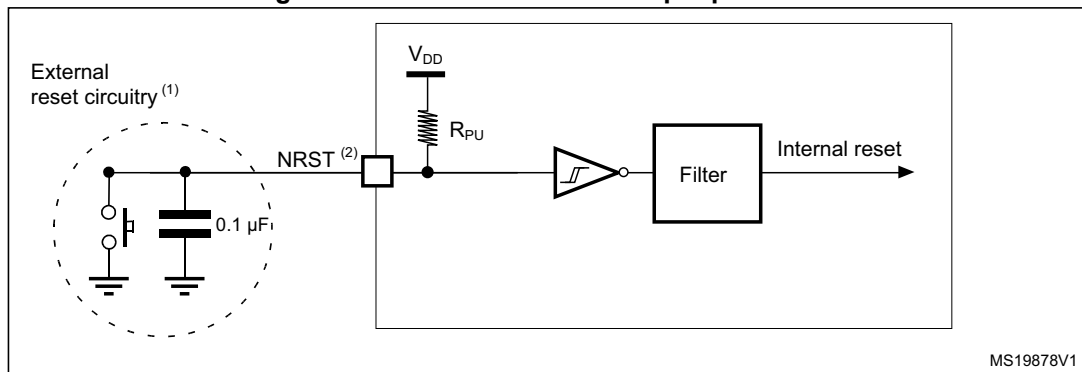 External
reset circuitry (1)
VDD
RPU
NRST (2)
0.1 μF
Filter
Internal reset
MS19878V1